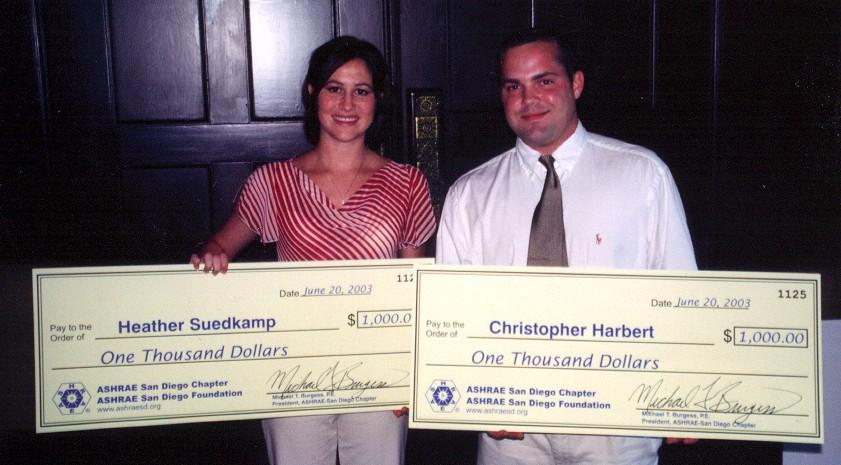 112
Date June 20, 2003
Pay to the
Order of
Heather Suedkamp
$ 1,000.0
One Thousand Dollars
ASHRAE San Diego Chapter
ASHRAE San Diego Foundation
www.ashraesd.org
Michael T. Burgess
Michael T. Burgess, P.E.
President, ASHRAE-San Diego Chapter
1125
Date June 20, 2003
Pay to the
Order of
Christopher Harbert
$ 1,000.00
One Thousand Dollars
ASHRAE San Diego Chapter
ASHRAE San Diego Foundation
www.ashraesd.org
Michael T. Burgess
Michael T. Burgess, P.E.
President, ASHRAE-San Diego Chapter